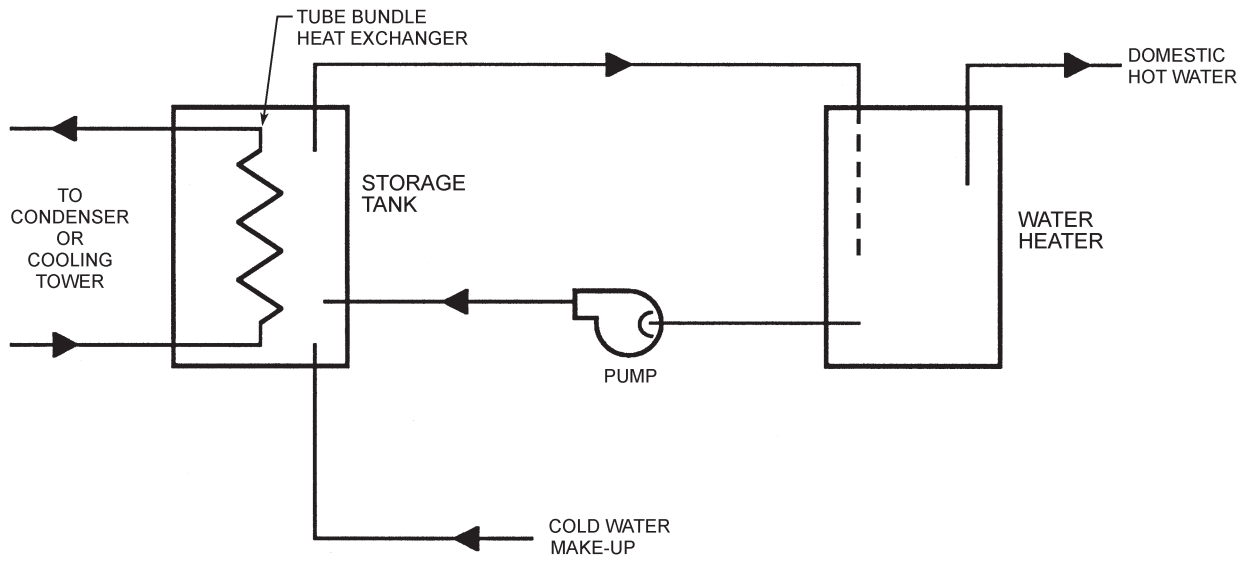 TUBE BUNDLE
HEAT EXCHANGER
DOMESTIC
HOT WATER
STORAGE
TANK
TO
CONDENSER
OR
COOLING
TOWER
WATER
HEATER
PUMP
COLD WATER
MAKE-UP